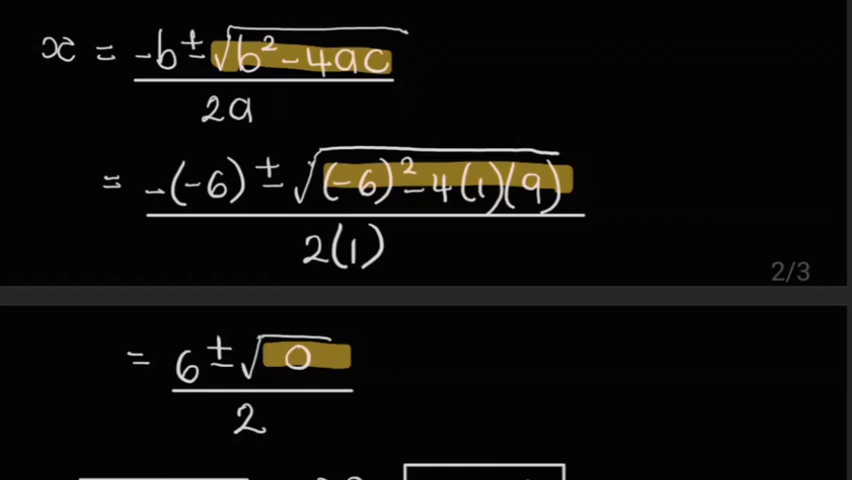 x = -b ± √b² - 4ac
2a
= -(-6) ± √(-6)² - 4(1)(9)
2(1)
2/3
= 6 ± √0
2